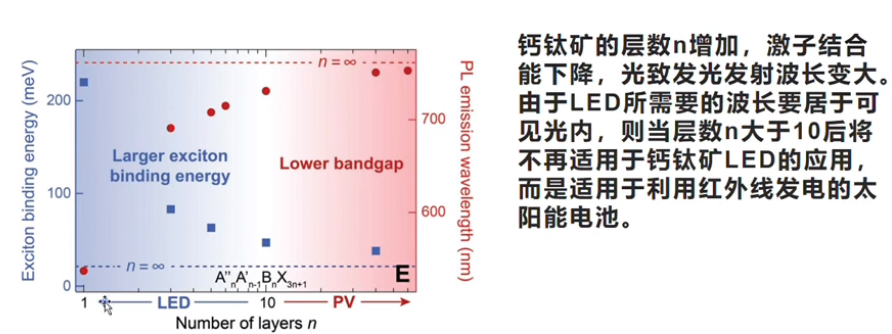 Exciton binding energy (meV)
200
100
0
n = ∞
Larger exciton
binding energy
Lower bandgap
n = ∞
A''nA'n-1BnX3n+1
E
700
600
PL emission wavelength (nm)
1
10
LED
PV
Number of layers n
钙钛矿的层数n增加，激子结合
能下降，光致发光发射波长变大。
由于LED所需要的波长要居于可
见光内，则当层数n大于10后将
不再适用于钙钛矿LED的应用，
而是适用于利用红外线发电的太
阳能电池。